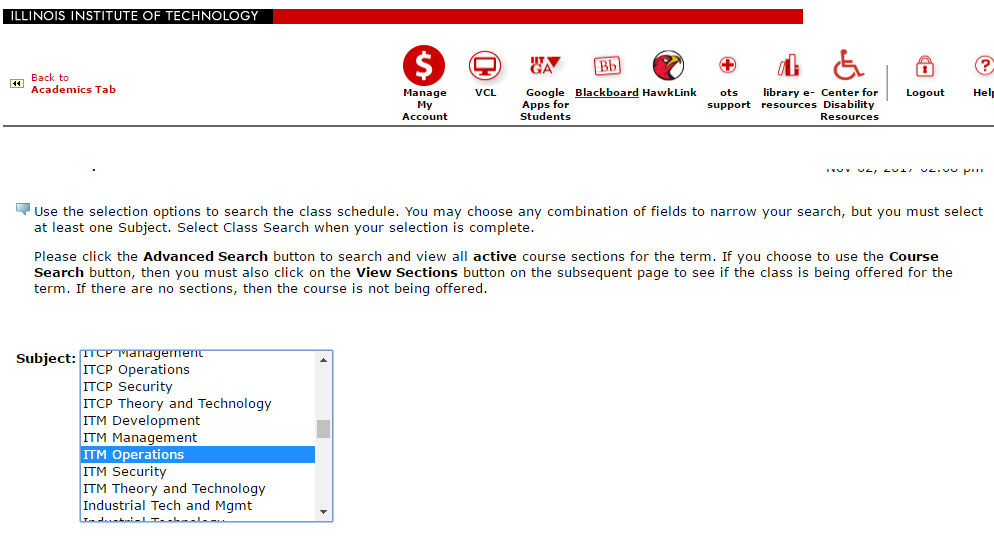 ILLINOIS INSTITUTE OF TECHNOLOGY
Back to
Academics Tab
$
Manage
My
Account
VCL
IIT
GA
Google
Apps for
Students
Bb
Blackboard
HawkLink
ots
support
library e-
resources
Center for
Disability
Resources
Logout
?
Help
Nov 02, 2017 02:08 pm
Use the selection options to search the class schedule. You may choose any combination of fields to narrow your search, but you must select
at least one Subject. Select Class Search when your selection is complete.
Please click the Advanced Search button to search and view all active course sections for the term. If you choose to use the Course
Search button, then you must also click on the View Sections button on the subsequent page to see if the class is being offered for the
term. If there are no sections, then the course is not being offered.
Subject:
ITCP Management
ITCP Operations
ITCP Security
ITCP Theory and Technology
ITM Development
ITM Management
ITM Operations
ITM Security
ITM Theory and Technology
Industrial Tech and Mgmt
Industrial Technology